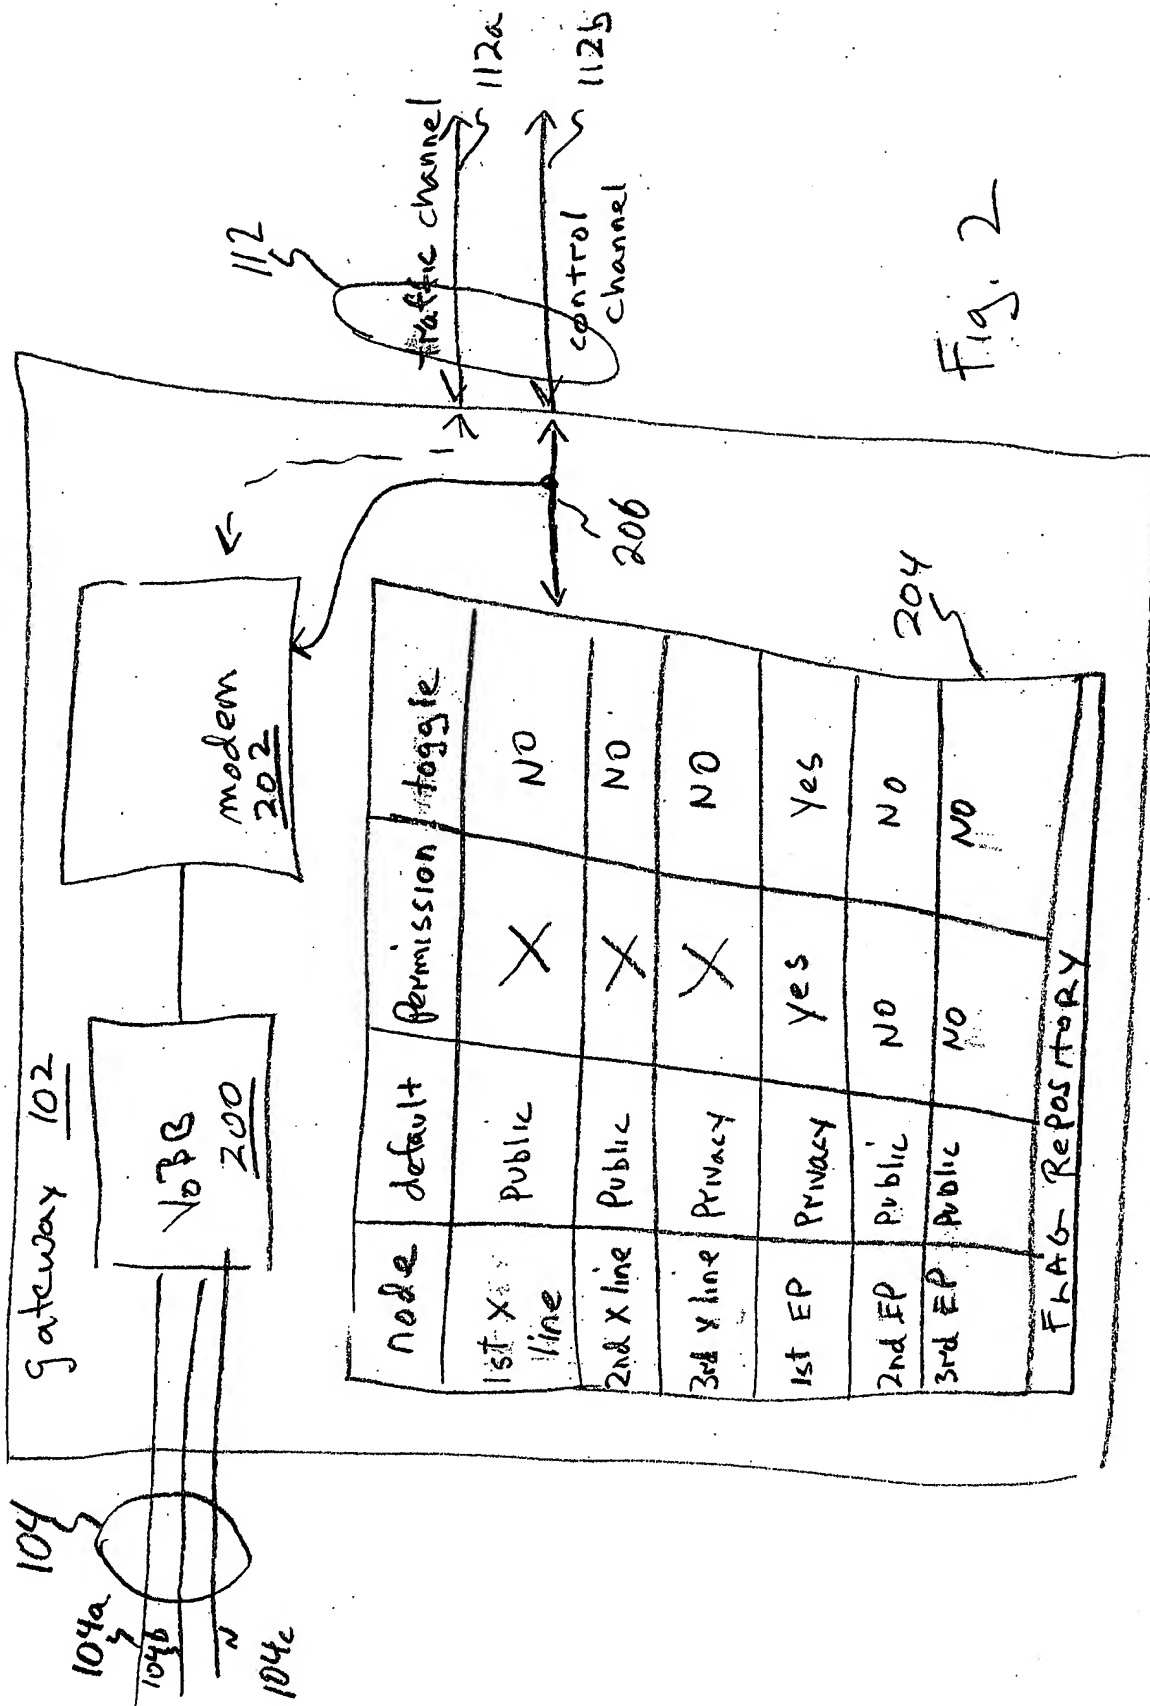 gateway 102
104
104a
104b
104c
VoBB
200
modem
202
112
traffic channel
112a
control
channel
112b
206
204
node default Permission toggle
1st X
line Public X NO
2nd X line Public X NO
3rd X line Privacy X NO
1st EP Privacy Yes Yes
2nd EP Public NO NO
3rd EP Public NO NO
FLAG RePOSItORY
Fig. 2